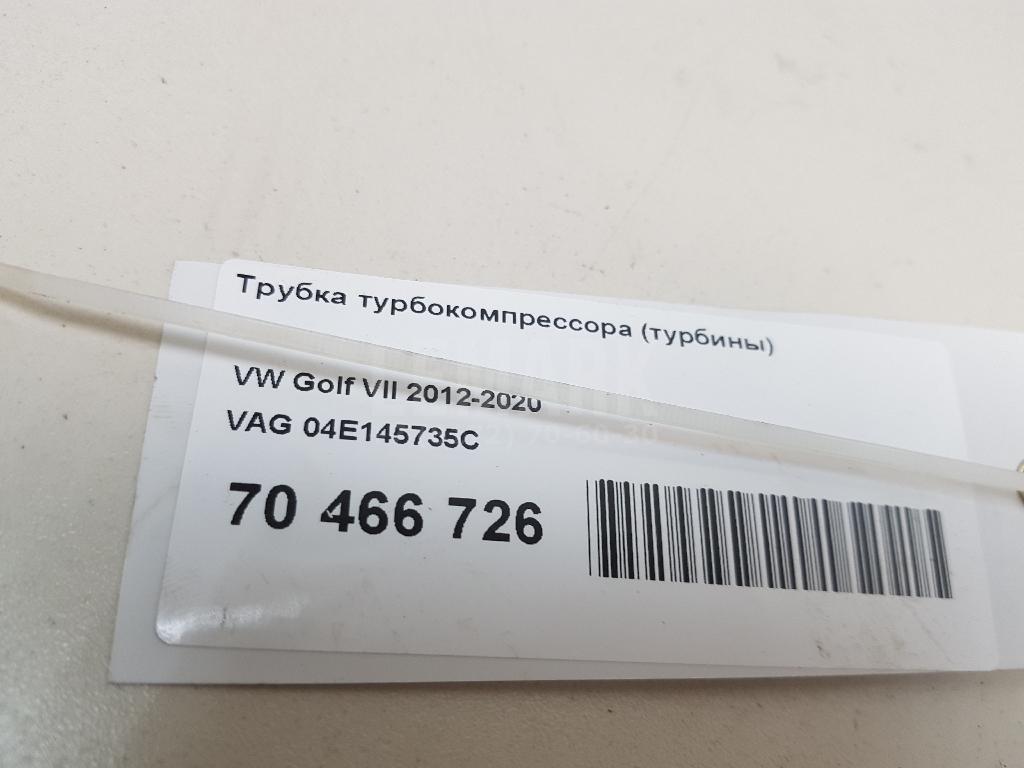 Трубка турбокомпрессора (турбины)
VW Golf VII 2012-2020
VAG 04E145735C
70 466 726